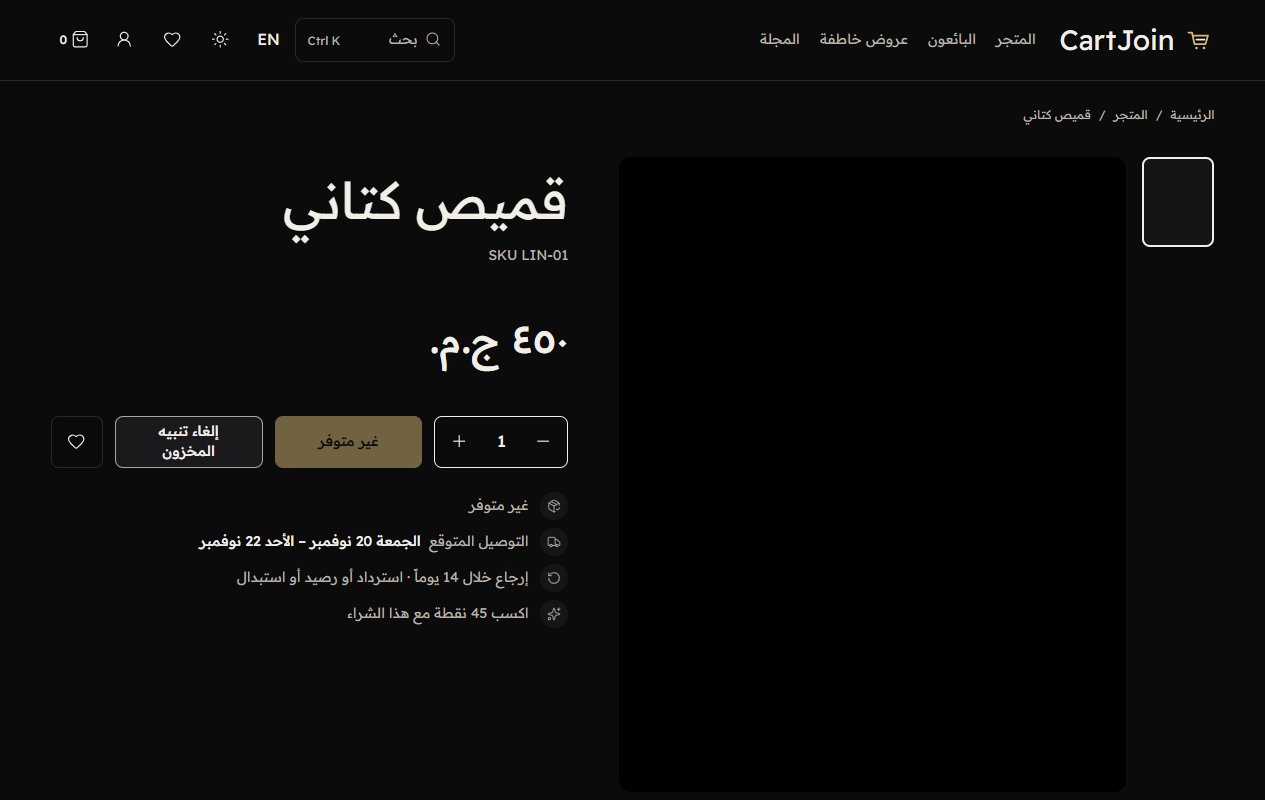 CartJoin
المتجر
البائعون
عروض خاطفة
المجلة
بحث
Ctrl K
EN
0
الرئيسية / المتجر / قميص كتاني
قميص كتاني
SKU LIN-01
٤٥٠ ج.م.
1
غير متوفر
إلغاء تنبيه
المخزون
غير متوفر
التوصيل المتوقع الجمعة 20 نوفمبر – الأحد 22 نوفمبر
إرجاع خلال 14 يوماً · استرداد أو رصيد أو استبدال
اكسب 45 نقطة مع هذا الشراء